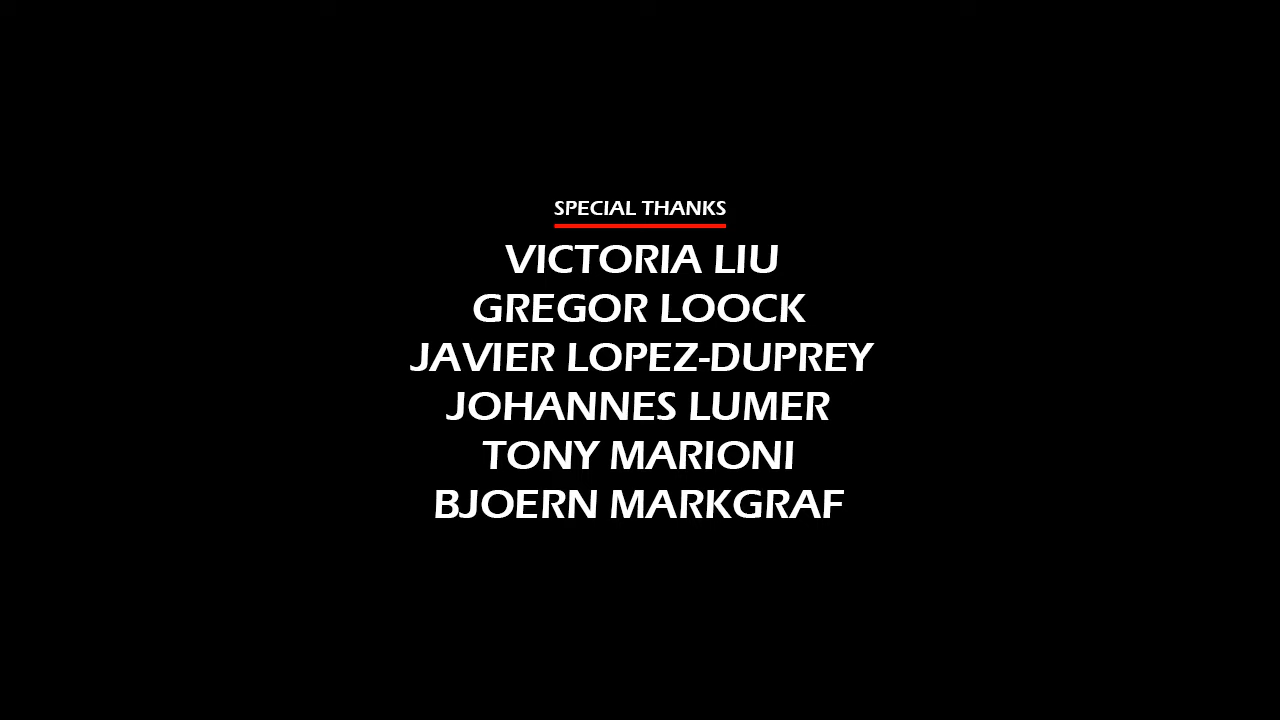 SPECIAL THANKS
VICTORIA LIU
GREGOR LOOCK
JAVIER LOPEZ-DUPREY
JOHANNES LUMER
TONY MARIONI
BJOERN MARKGRAF